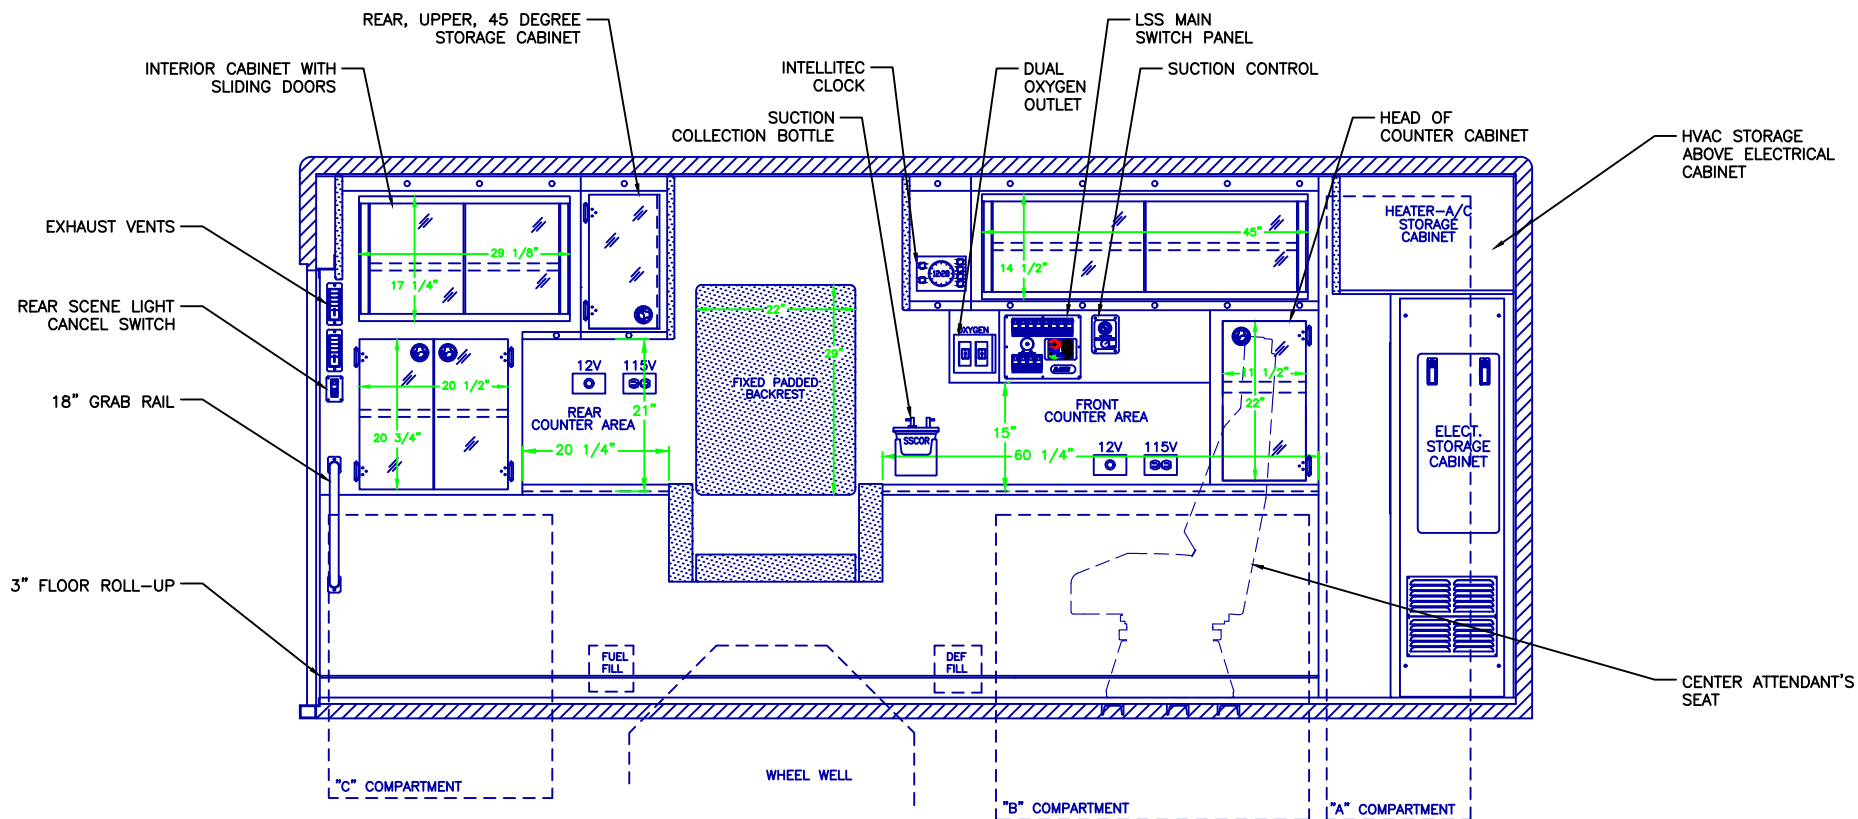 REAR, UPPER, 45 DEGREE
STORAGE CABINET
LSS MAIN
SWITCH PANEL
INTERIOR CABINET WITH
SLIDING DOORS
INTELLITEC
CLOCK
DUAL
OXYGEN
OUTLET
SUCTION CONTROL
SUCTION
COLLECTION BOTTLE
HEAD OF
COUNTER CABINET
HVAC STORAGE
ABOVE ELECTRICAL
CABINET
EXHAUST VENTS
REAR SCENE LIGHT
CANCEL SWITCH
18" GRAB RAIL
3" FLOOR ROLL-UP
CENTER ATTENDANT'S
SEAT
HEATER-A/C
STORAGE
CABINET
29 1/8"
17 1/4"
45"
14 1/2"
22"
29"
FIXED PADDED
BACKREST
OXYGEN
12V
115V
20 1/2"
20 3/4"
21"
REAR
COUNTER AREA
20 1/4"
11 1/2"
22"
FRONT
COUNTER AREA
15"
SSCOR
60 1/4"
12V
115V
ELECT.
STORAGE
CABINET
FUEL
FILL
DEF
FILL
WHEEL WELL
"C" COMPARTMENT
"B" COMPARTMENT
"A" COMPARTMENT